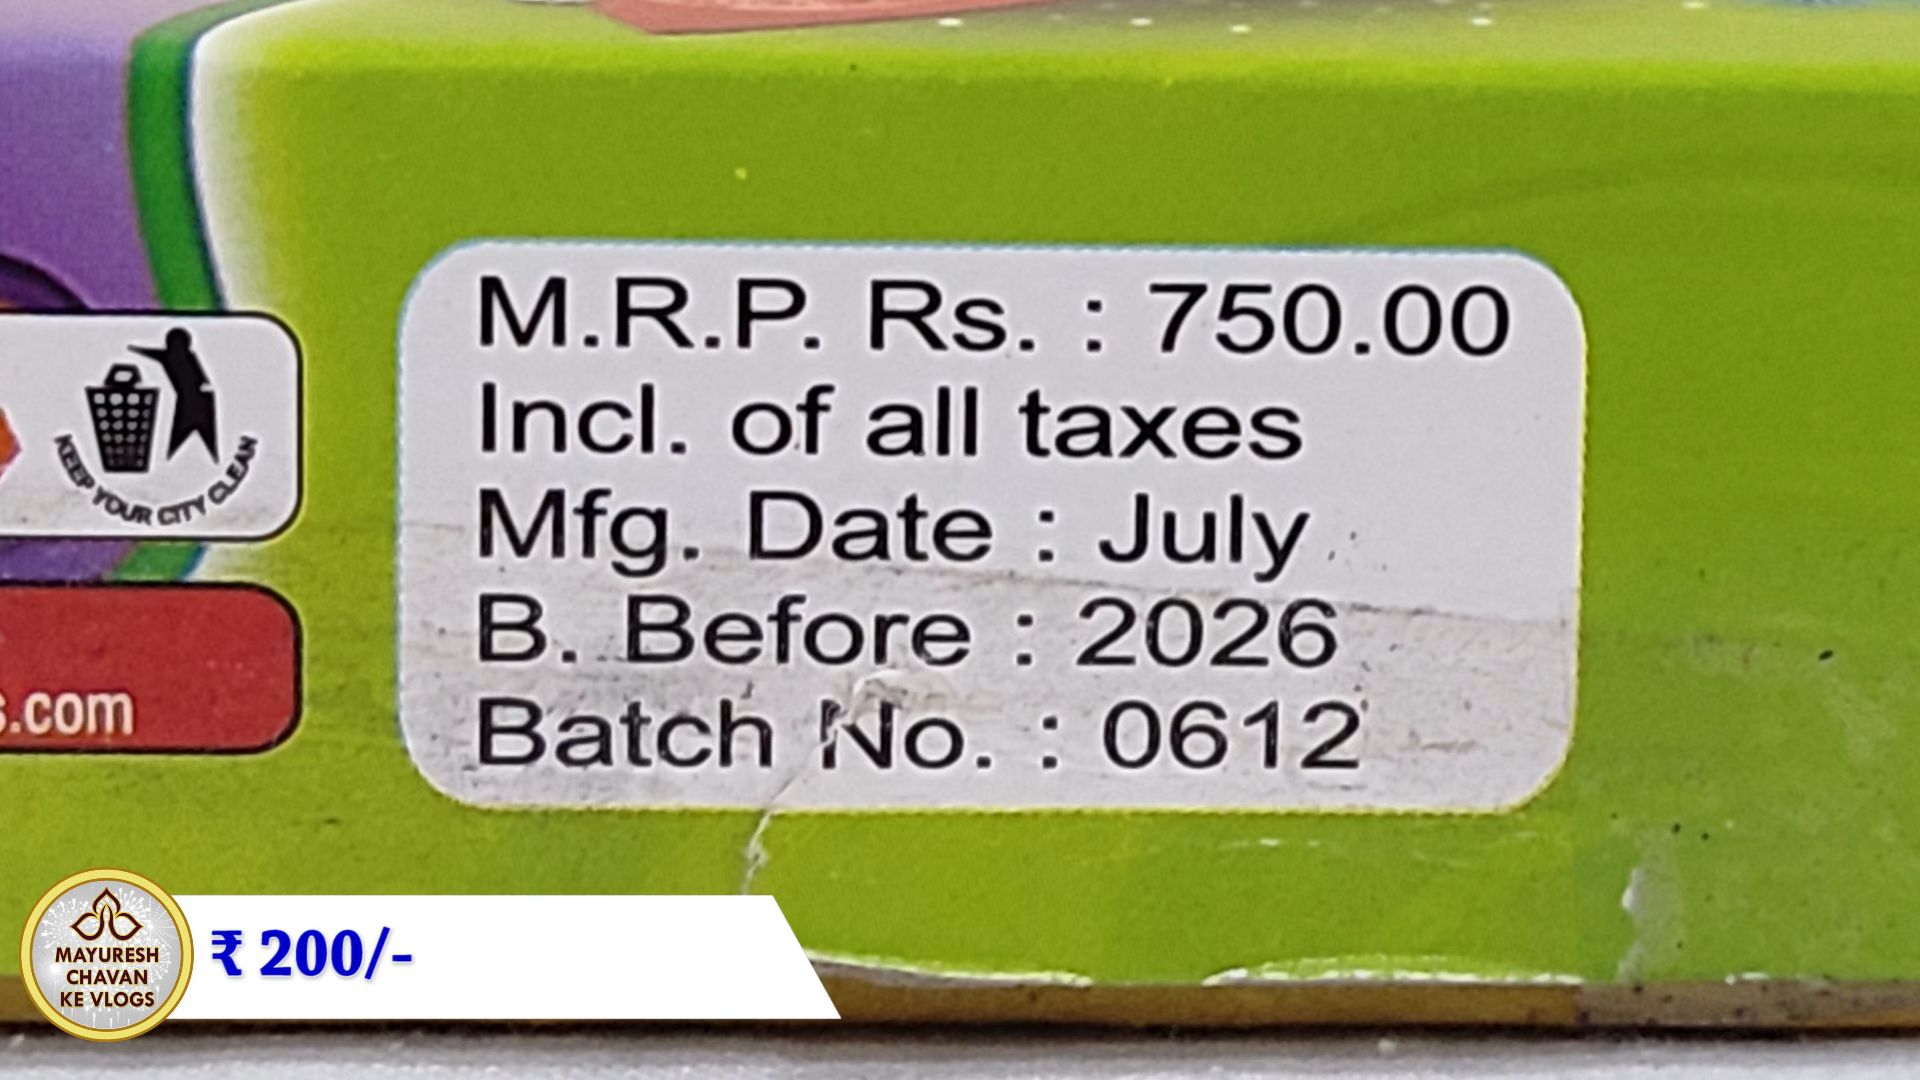 M.R.P. Rs. : 750.00
Incl. of all taxes
Mfg. Date : July
B. Before : 2026
Batch No. : 0612
KEEP YOUR CITY CLEAN
s.com
MAYURESH
CHAVAN
KE VLOGS
₹ 200/-